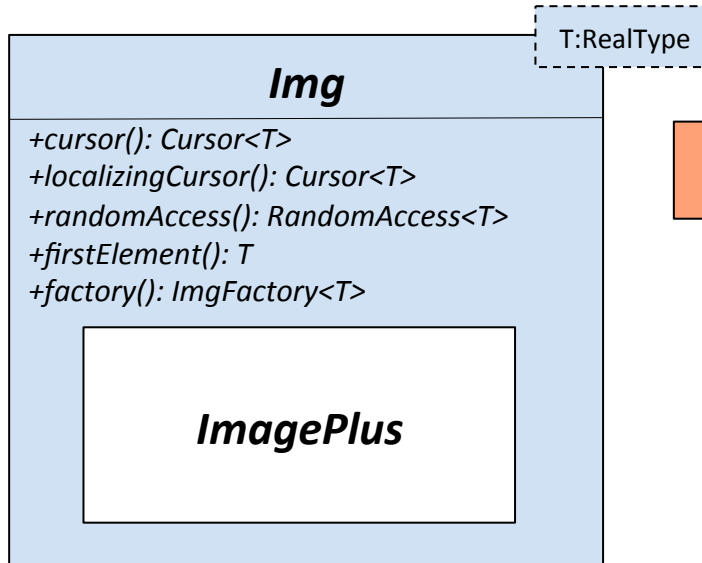 T:RealType
Img
+cursor(): Cursor<T>
+localizingCursor(): Cursor<T>
+randomAccess(): RandomAccess<T>
+firstElement(): T
+factory(): ImgFactory<T>
ImagePlus